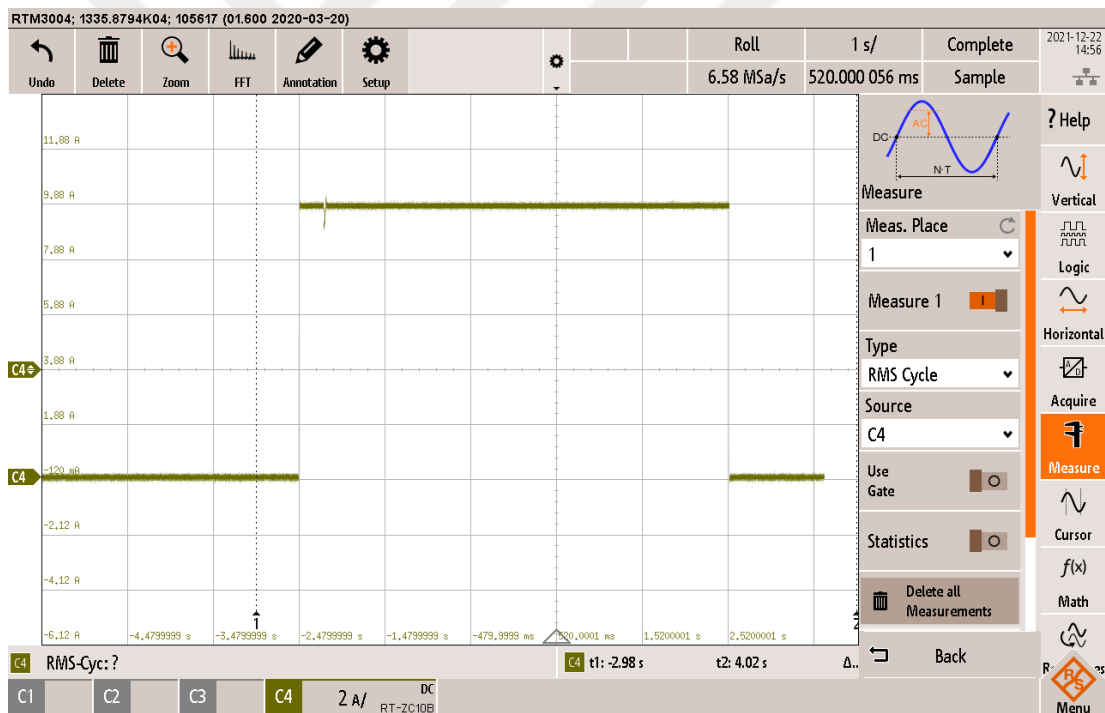 RTM3004; 1335.8794K04; 105617 (01.600 2020-03-20)
Undo Delete Zoom FFT Annotation Setup
Roll 1 s/ Complete
6.58 MSa/s 520.000 056 ms Sample
2021-12-22
14:56
11,88 A
9,88 A
7,88 A
5,88 A
3,88 A
1,88 A
-120 mA
-2,12 A
-4,12 A
-6,12 A -4,4799999 s -3,4799999 s -2,4799999 s -1,4799999 s -479,9999 ms 520,0001 ms 1,5200001 s 2,5200001 s
C4
C4
1
2
DC AC
N·T
Measure
Meas. Place
1
Measure 1
Type
RMS Cycle
Source
C4
Use
Gate
Statistics
Delete all
Measurements
Back
? Help
Vertical
Logic
Horizontal
A D
Acquire
Measure
Cursor
f(x)
Math
R&S
Menu
C4 RMS-Cyc: ?
C4 t1: -2.98 s t2: 4.02 s Δ..
C1 C2 C3 C4 2 A/ DC
RT-ZC10B